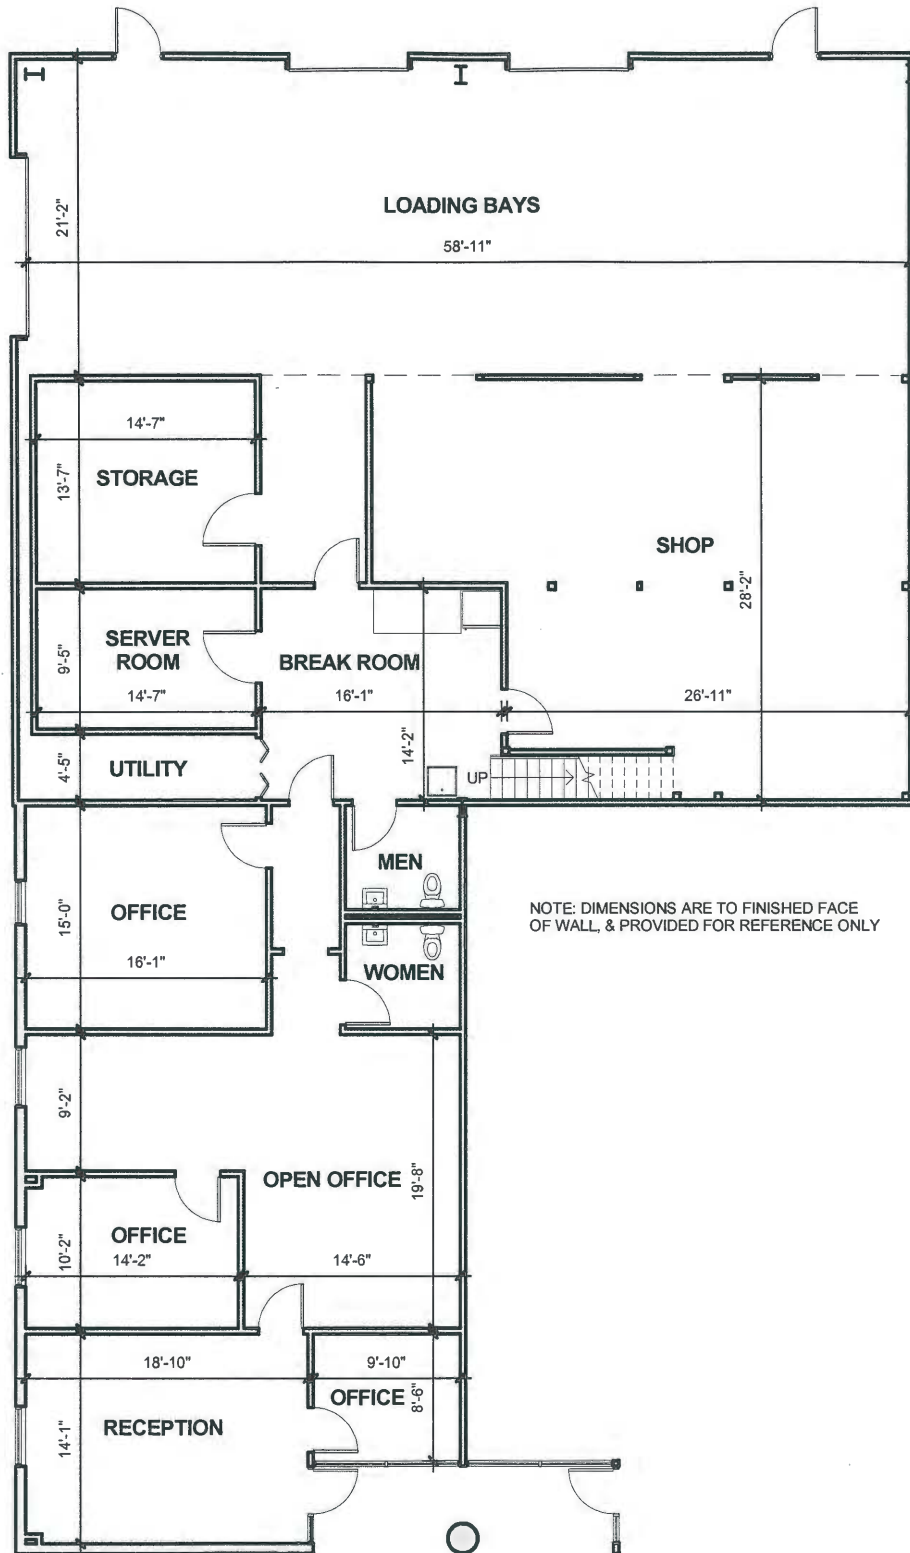 LOADING BAYS
21'-2"
58'-11"
14'-7"
13'-7"
STORAGE
SHOP
28'-2"
SERVER
ROOM
9'-5"
14'-7"
BREAK ROOM
16'-1"
26'-11"
14'-2"
4'-5"
UTILITY
UP
MEN
15'-0"
OFFICE
16'-1"
NOTE: DIMENSIONS ARE TO FINISHED FACE
OF WALL, & PROVIDED FOR REFERENCE ONLY
WOMEN
9'-2"
OPEN OFFICE
19'-8"
OFFICE
10'-2"
14'-2"
14'-6"
18'-10"
9'-10"
OFFICE
8'-6"
RECEPTION
14'-1"